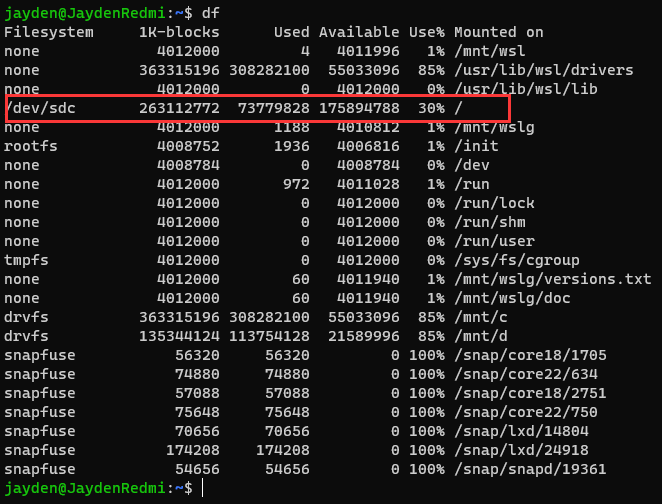 jayden@JaydenRedmi:~$ df
Filesystem     1K-blocks      Used Available Use% Mounted on
none             4012000         4   4011996   1% /mnt/wsl
none           363315196 308282100  55033096  85% /usr/lib/wsl/drivers
none             4012000         0   4012000   0% /usr/lib/wsl/lib
/dev/sdc       263112772  73779828 175894788  30% /
none             4012000      1188   4010812   1% /mnt/wslg
rootfs           4008752      1936   4006816   1% /init
none             4008784         0   4008784   0% /dev
none             4012000       972   4011028   1% /run
none             4012000         0   4012000   0% /run/lock
none             4012000         0   4012000   0% /run/shm
none             4012000         0   4012000   0% /run/user
tmpfs            4012000         0   4012000   0% /sys/fs/cgroup
none             4012000        60   4011940   1% /mnt/wslg/versions.txt
none             4012000        60   4011940   1% /mnt/wslg/doc
drvfs          363315196 308282100  55033096  85% /mnt/c
drvfs          135344124 113754128  21589996  85% /mnt/d
snapfuse           56320     56320         0 100% /snap/core18/1705
snapfuse           74880     74880         0 100% /snap/core22/634
snapfuse           57088     57088         0 100% /snap/core18/2751
snapfuse           75648     75648         0 100% /snap/core22/750
snapfuse           70656     70656         0 100% /snap/lxd/14804
snapfuse          174208    174208         0 100% /snap/lxd/24918
snapfuse           54656     54656         0 100% /snap/snapd/19361
jayden@JaydenRedmi:~$